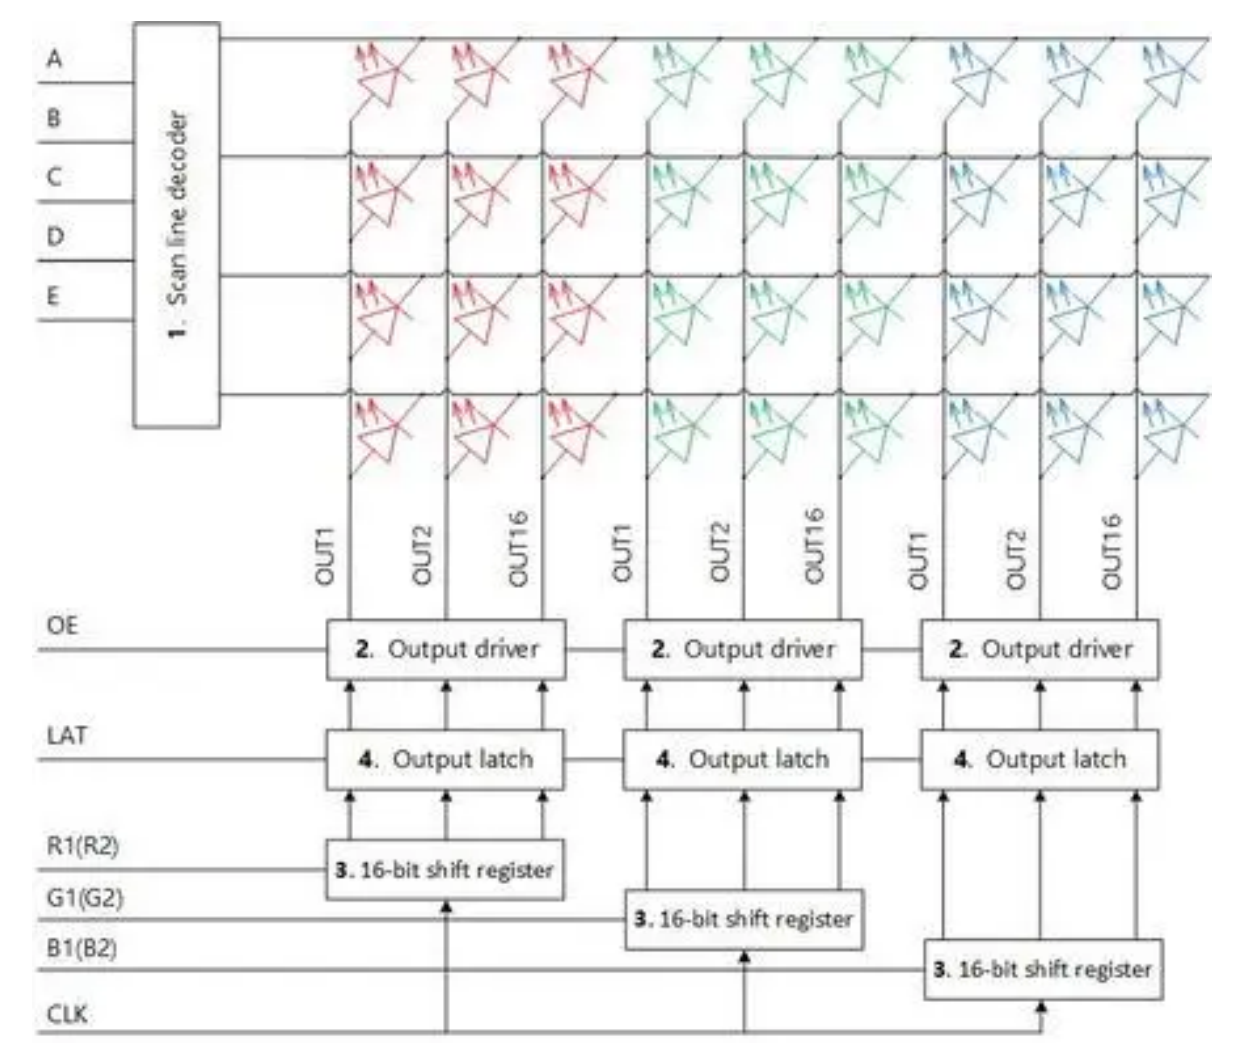 A
B
C
D
E
1. Scan line decoder
OUT1
OUT2
OUT16
OUT1
OUT2
OUT16
OUT1
OUT2
OUT16
OE
2. Output driver
2. Output driver
2. Output driver
LAT
4. Output latch
4. Output latch
4. Output latch
R1(R2)
3. 16-bit shift register
G1(G2)
3. 16-bit shift register
B1(B2)
3. 16-bit shift register
CLK